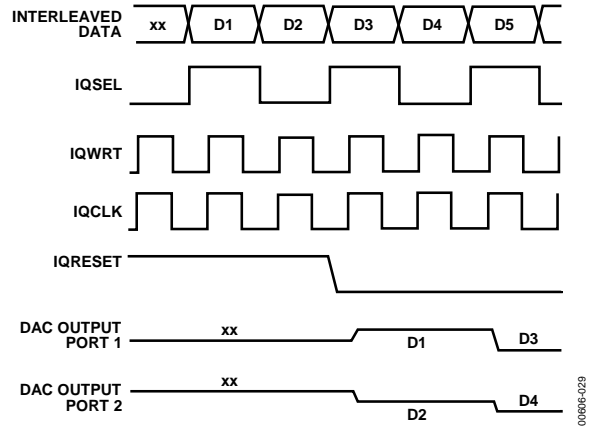 INTERLEAVED
DATA
xx D1 D2 D3 D4 D5
IQSEL
IQWRT
IQCLK
IQRESET
DAC OUTPUT
PORT 1
xx
D1
D3
DAC OUTPUT
PORT 2
xx
D2
D4
00606-029